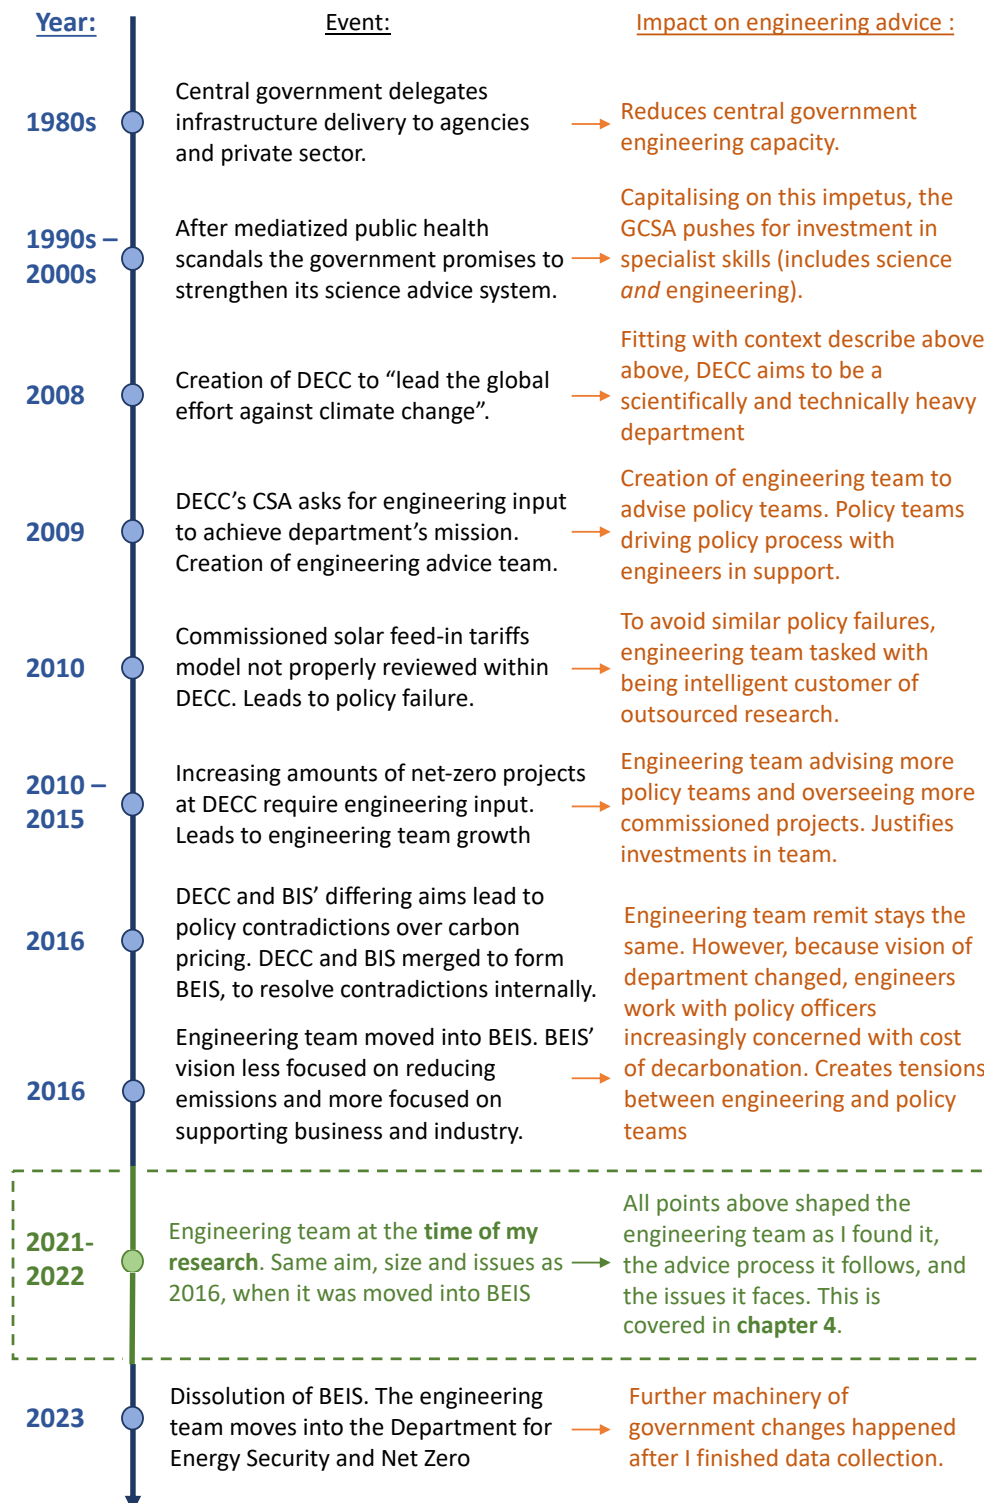 Year:
Event:
Impact on engineering advice :
1980s
Central government delegates
infrastructure delivery to agencies
and private sector.
Reduces central government
engineering capacity.
1990s –
2000s
After mediatized public health
scandals the government promises to
strengthen its science advice system.
Capitalising on this impetus, the
GCSA pushes for investment in
specialist skills (includes science
and engineering).
2008
Creation of DECC to “lead the global
effort against climate change”.
Fitting with context describe above
above, DECC aims to be a
scientifically and technically heavy
department
2009
DECC’s CSA asks for engineering input
to achieve department’s mission.
Creation of engineering advice team.
Creation of engineering team to
advise policy teams. Policy teams
driving policy process with
engineers in support.
2010
Commissioned solar feed-in tariffs
model not properly reviewed within
DECC. Leads to policy failure.
To avoid similar policy failures,
engineering team tasked with
being intelligent customer of
outsourced research.
2010 –
2015
Increasing amounts of net-zero projects
at DECC require engineering input.
Leads to engineering team growth
Engineering team advising more
policy teams and overseeing more
commissioned projects. Justifies
investments in team.
2016
DECC and BIS’ differing aims lead to
policy contradictions over carbon
pricing. DECC and BIS merged to form
BEIS, to resolve contradictions internally.
2016
Engineering team moved into BEIS. BEIS’
vision less focused on reducing
emissions and more focused on
supporting business and industry.
Engineering team remit stays the
same. However, because vision of
department changed, engineers
work with policy officers
increasingly concerned with cost
of decarbonation. Creates tensions
between engineering and policy
teams
2021-
2022
Engineering team at the time of my
research. Same aim, size and issues as
2016, when it was moved into BEIS
All points above shaped the
engineering team as I found it,
the advice process it follows, and
the issues it faces. This is
covered in chapter 4.
2023
Dissolution of BEIS. The engineering
team moves into the Department for
Energy Security and Net Zero
Further machinery of
government changes happened
after I finished data collection.